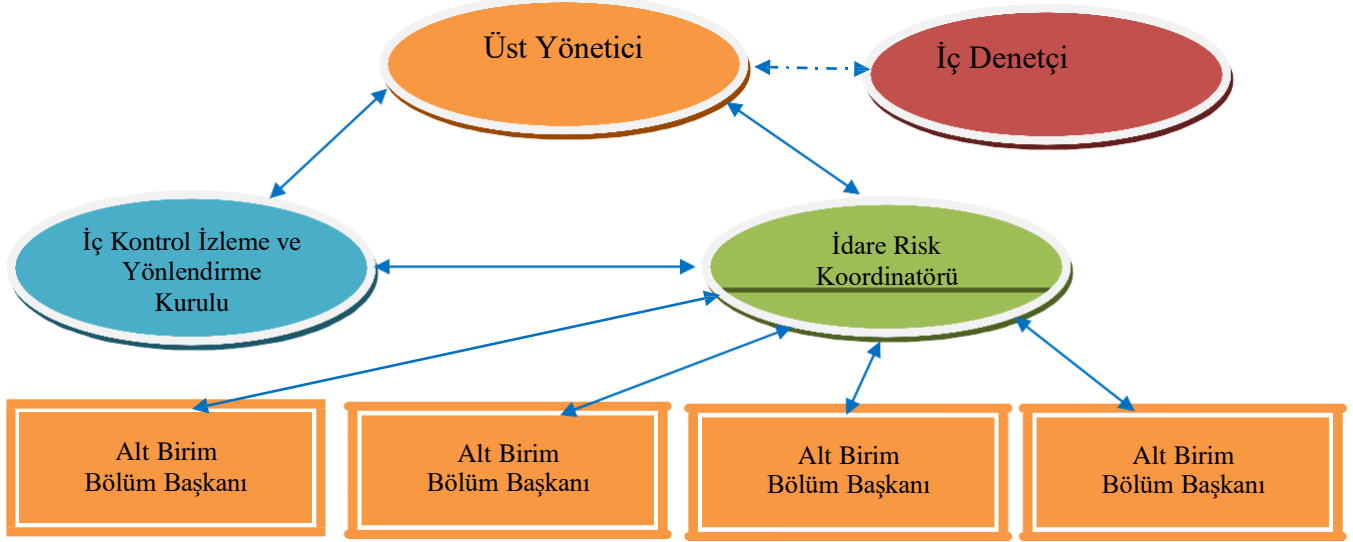 Üst Yönetici
İç Denetçi
İç Kontrol İzleme ve
Yönlendirme
Kurulu
İdare Risk
Koordinatörü
Alt Birim
Bölüm Başkanı
Alt Birim
Bölüm Başkanı
Alt Birim
Bölüm Başkanı
Alt Birim
Bölüm Başkanı